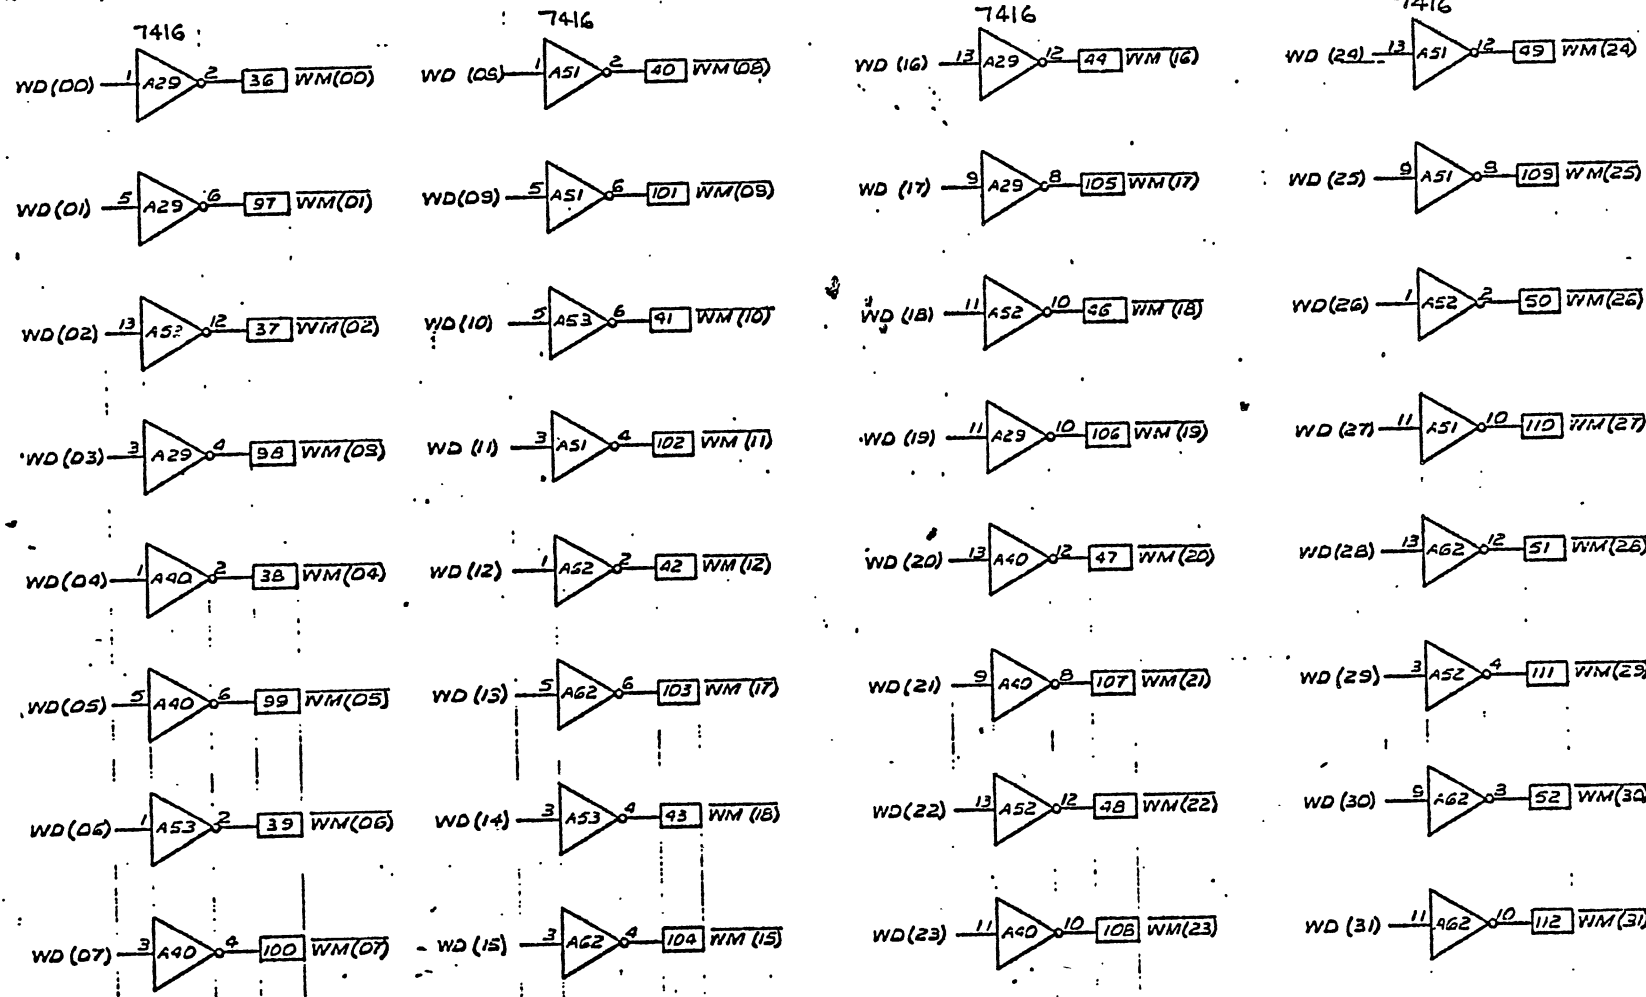 7416 7416 7416 7416
WD(00) 1 A29 2 36 WM(00)
WD(01) 5 A29 6 97 WM(01)
WD(02) 13 A52 12 37 WM(02)
WD(03) 3 A29 4 98 WM(03)
WD(04) 1 A40 2 38 WM(04)
WD(05) 5 A40 6 99 WM(05)
WD(06) 1 A53 2 39 WM(06)
WD(07) 3 A40 4 100 WM(07)
WD (08) 1 A51 2 40 WM(08)
WD(09) 5 A51 6 101 WM(09)
WD(10) 5 A53 6 41 WM(10)
WD (11) 3 A51 4 102 WM (11)
WD (12) 1 A62 2 42 WM (12)
WD (13) 5 A62 6 103 WM (17)
WD (14) 3 A53 4 43 WM (18)
WD (15) 3 A62 4 104 WM (15)
WD (16) 13 A29 12 44 WM (16)
WD (17) 9 A29 8 105 WM(17)
WD (18) 11 A52 10 46 WM (18)
WD (19) 11 A29 10 106 WM (19)
WD (20) 13 A40 12 47 WM(20)
WD (21) 9 A40 8 107 WM(21)
WD(22) 13 A52 12 48 WM(22)
WD(23) 11 A40 10 108 WM(23)
WD (24) 13 A51 12 49 WM(24)
WD(25) 9 A51 9 109 WM(25)
WD(26) 1 A52 2 50 WM(26)
WD(27) 11 A51 10 110 WM(27)
WD(28) 13 A62 12 51 WM(28)
WD(29) 3 A52 4 111 WM(29)
WD (30) 9 A62 3 52 WM(30
WD (31) 11 A62 10 112 WM(31)